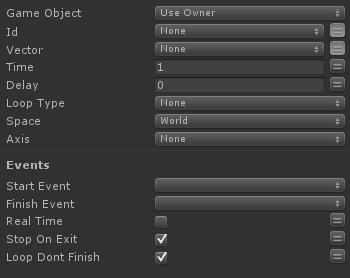 Game Object Use Owner
Id None
Vector None
Time 1
Delay 0
Loop Type None
Space World
Axis None
Events
Start Event
Finish Event
Real Time
Stop On Exit
Loop Dont Finish